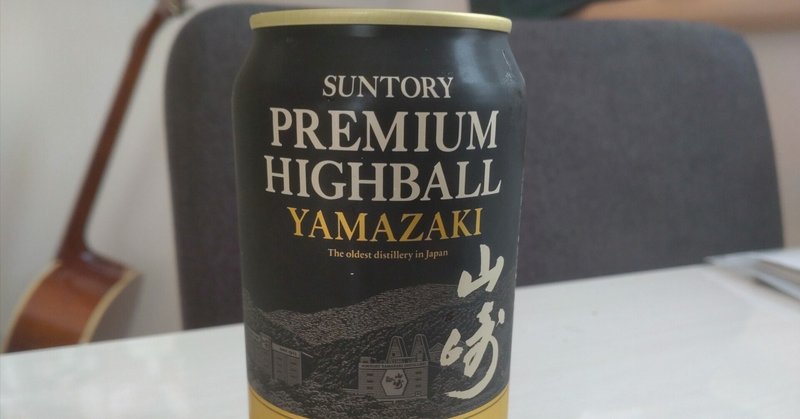 SUNTORY
PREMIUM
HIGHBALL
YAMAZAKI
The oldest distillery in Japan
山崎